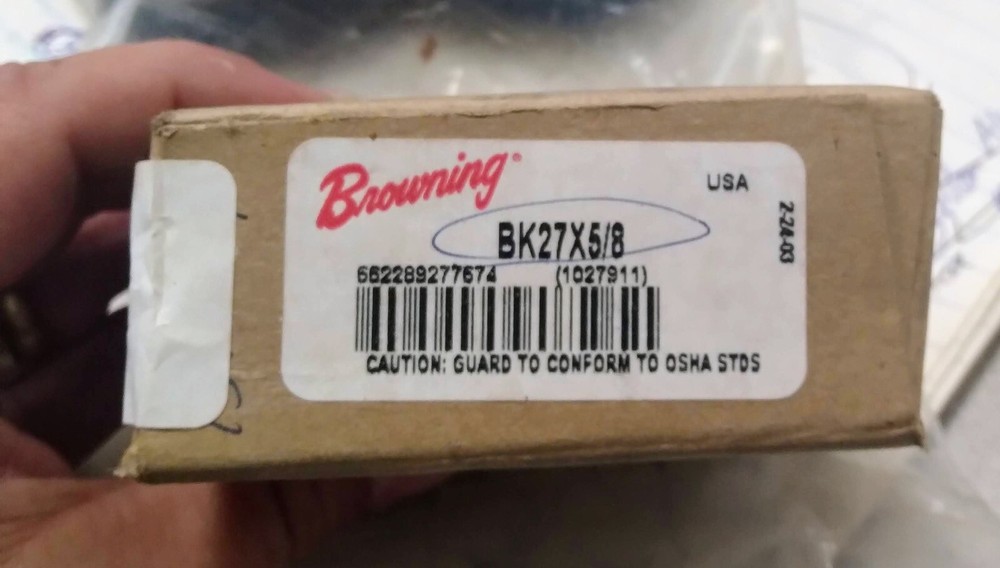 Browning®
USA
BK27X5/8
2-24-03
662289277674 (1027911)
CAUTION: GUARD TO CONFORM TO OSHA STDS